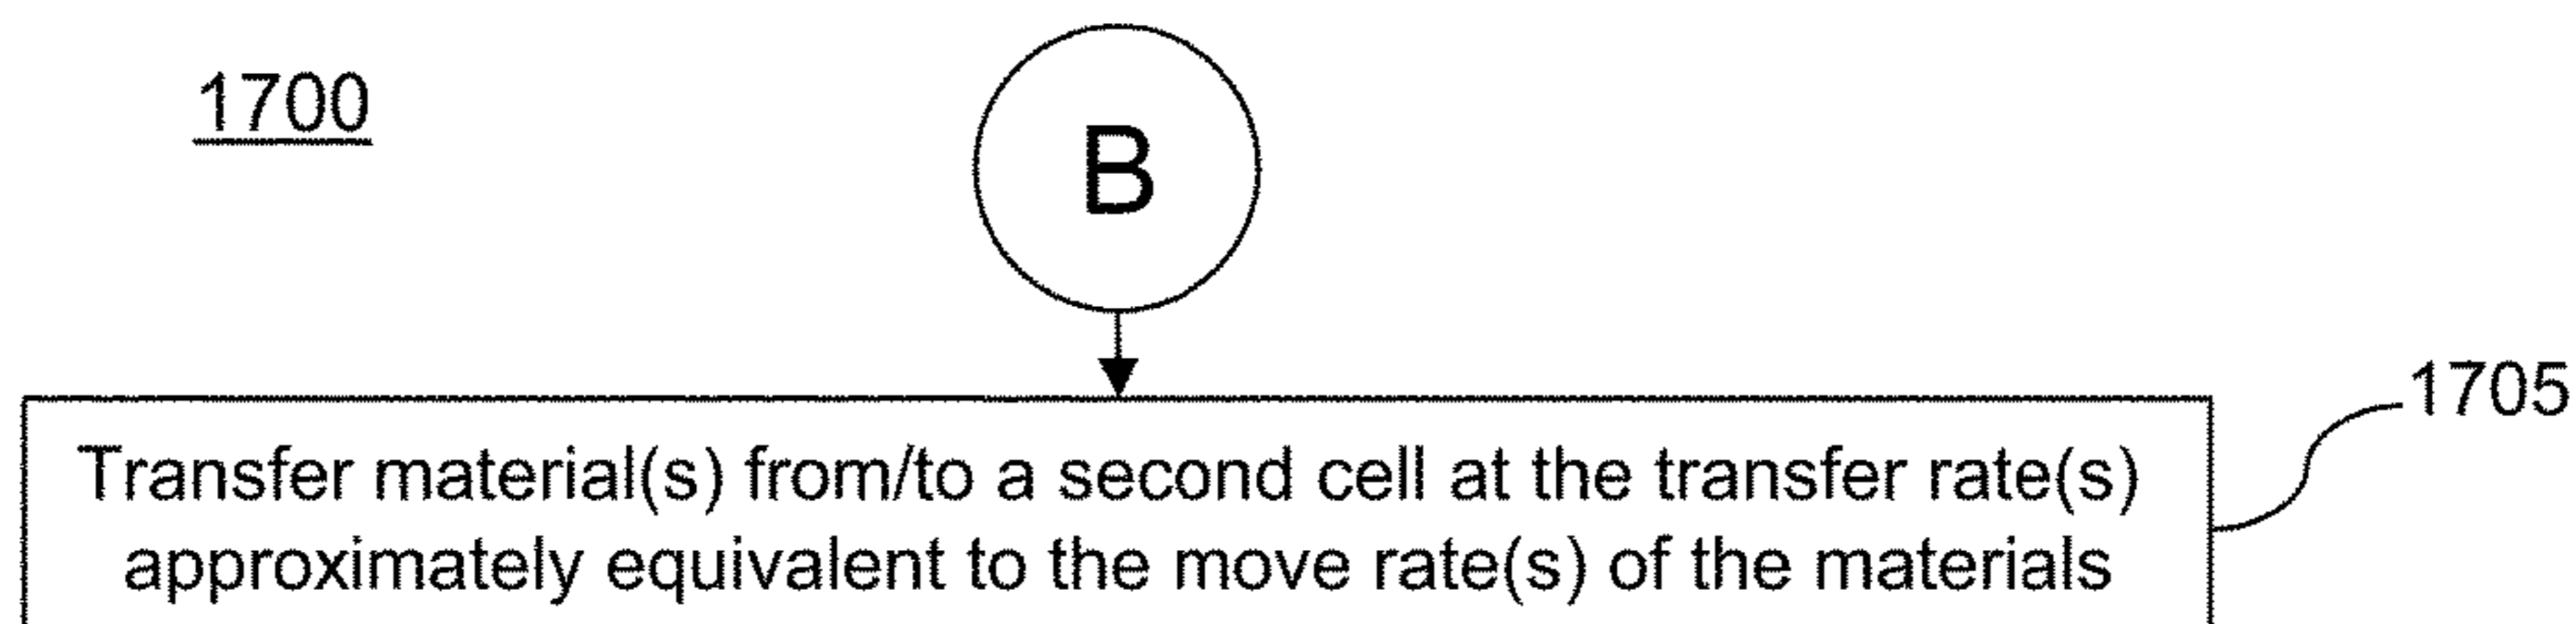 1700
B
1705
Transfer material(s) from/to a second cell at the transfer rate(s)
approximately equivalent to the move rate(s) of the materials